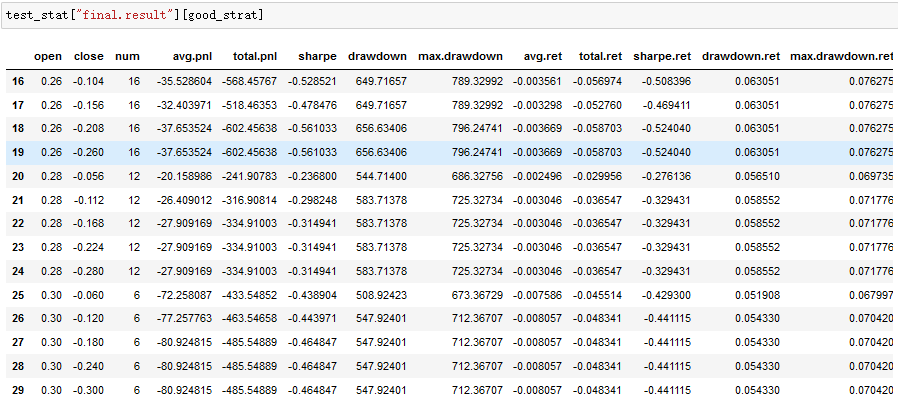 test_stat["final.result"][good_strat]
open close num avg.pnl total.pnl sharpe drawdown max.drawdown avg.ret total.ret sharpe.ret drawdown.ret max.drawdown.ret
16 0.26 -0.104 16 -35.528604 -568.45767 -0.528521 649.71657 789.32992 -0.003561 -0.056974 -0.508396 0.063051 0.076275
17 0.26 -0.156 16 -32.403971 -518.46353 -0.478476 649.71657 789.32992 -0.003298 -0.052760 -0.469411 0.063051 0.076275
18 0.26 -0.208 16 -37.653524 -602.45638 -0.561033 656.63406 796.24741 -0.003669 -0.058703 -0.524040 0.063051 0.076275
19 0.26 -0.260 16 -37.653524 -602.45638 -0.561033 656.63406 796.24741 -0.003669 -0.058703 -0.524040 0.063051 0.076275
20 0.28 -0.056 12 -20.158986 -241.90783 -0.236800 544.71400 686.32756 -0.002496 -0.029956 -0.276136 0.056510 0.069735
21 0.28 -0.112 12 -26.409012 -316.90814 -0.298248 583.71378 725.32734 -0.003046 -0.036547 -0.329431 0.058552 0.071776
22 0.28 -0.168 12 -27.909169 -334.91003 -0.314941 583.71378 725.32734 -0.003046 -0.036547 -0.329431 0.058552 0.071776
23 0.28 -0.224 12 -27.909169 -334.91003 -0.314941 583.71378 725.32734 -0.003046 -0.036547 -0.329431 0.058552 0.071776
24 0.28 -0.280 12 -27.909169 -334.91003 -0.314941 583.71378 725.32734 -0.003046 -0.036547 -0.329431 0.058552 0.071776
25 0.30 -0.060 6 -72.258087 -433.54852 -0.438904 508.92423 673.36729 -0.007586 -0.045514 -0.429300 0.051908 0.067997
26 0.30 -0.120 6 -77.257763 -463.54658 -0.443971 547.92401 712.36707 -0.008057 -0.048341 -0.441115 0.054330 0.070420
27 0.30 -0.180 6 -80.924815 -485.54889 -0.464847 547.92401 712.36707 -0.008057 -0.048341 -0.441115 0.054330 0.070420
28 0.30 -0.240 6 -80.924815 -485.54889 -0.464847 547.92401 712.36707 -0.008057 -0.048341 -0.441115 0.054330 0.070420
29 0.30 -0.300 6 -80.924815 -485.54889 -0.464847 547.92401 712.36707 -0.008057 -0.048341 -0.441115 0.054330 0.070420